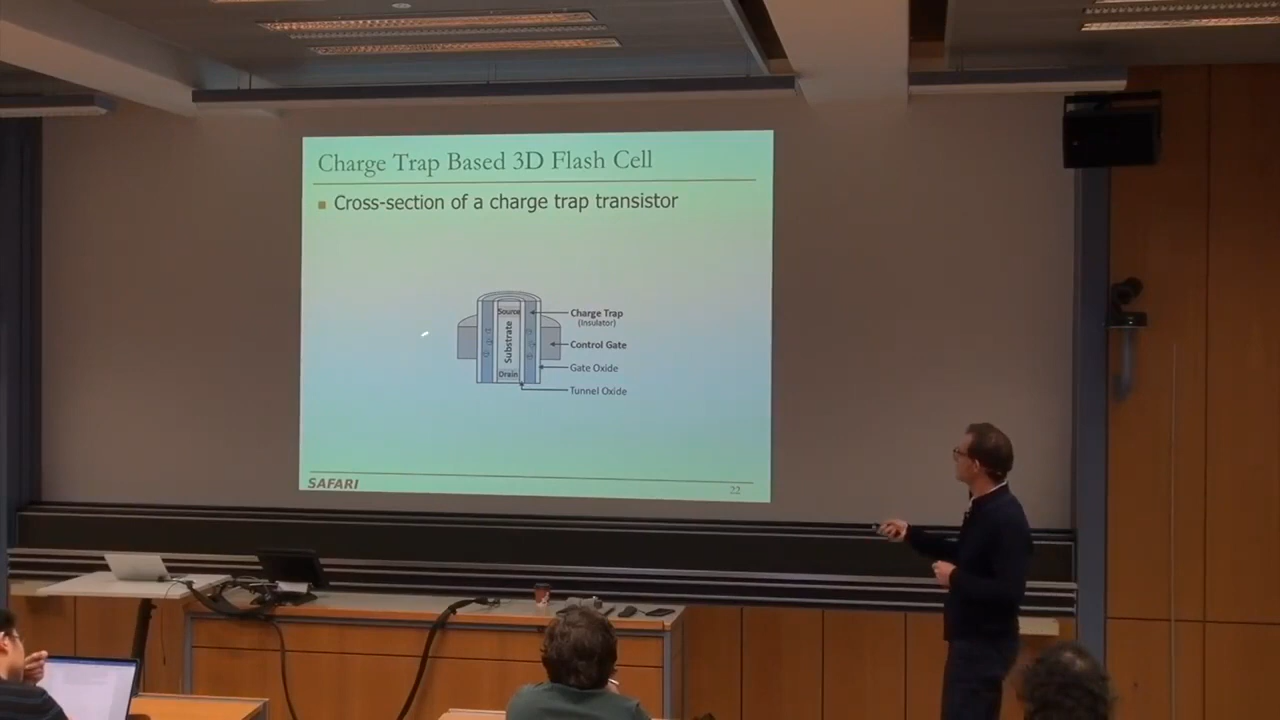 Charge Trap Based 3D Flash Cell
Cross-section of a charge trap transistor
Source
Substrate
Drain
Charge Trap
(Insulator)
Control Gate
Gate Oxide
Tunnel Oxide
SAFARI
22